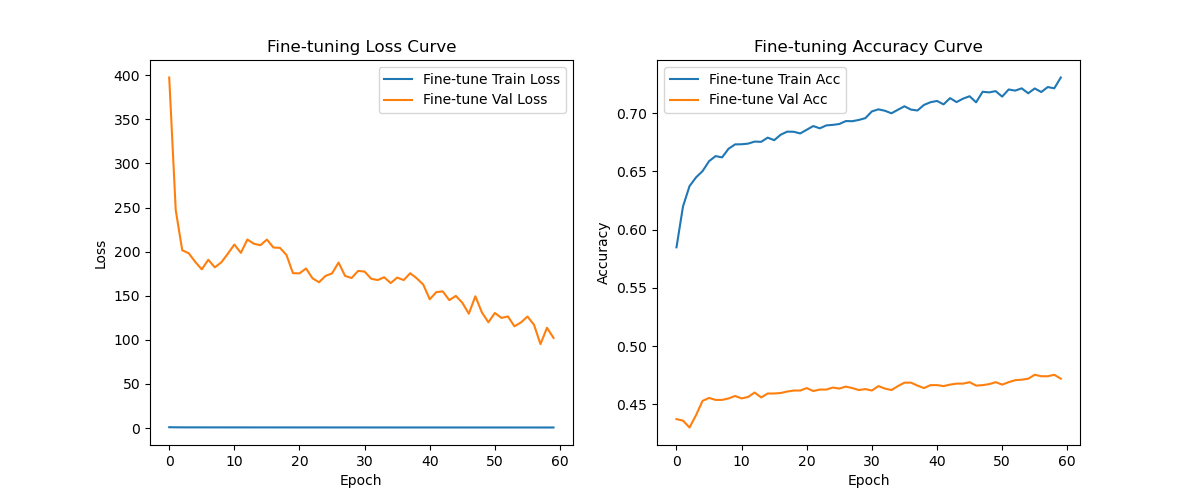 Fine-tuning Loss Curve
Fine-tune Train Loss
Fine-tune Val Loss
400
350
300
250
200
150
100
50
0
Loss
0 10 20 30 40 50 60
Epoch
Fine-tuning Accuracy Curve
Fine-tune Train Acc
Fine-tune Val Acc
0.70
0.65
0.60
0.55
0.50
0.45
Accuracy
0 10 20 30 40 50 60
Epoch